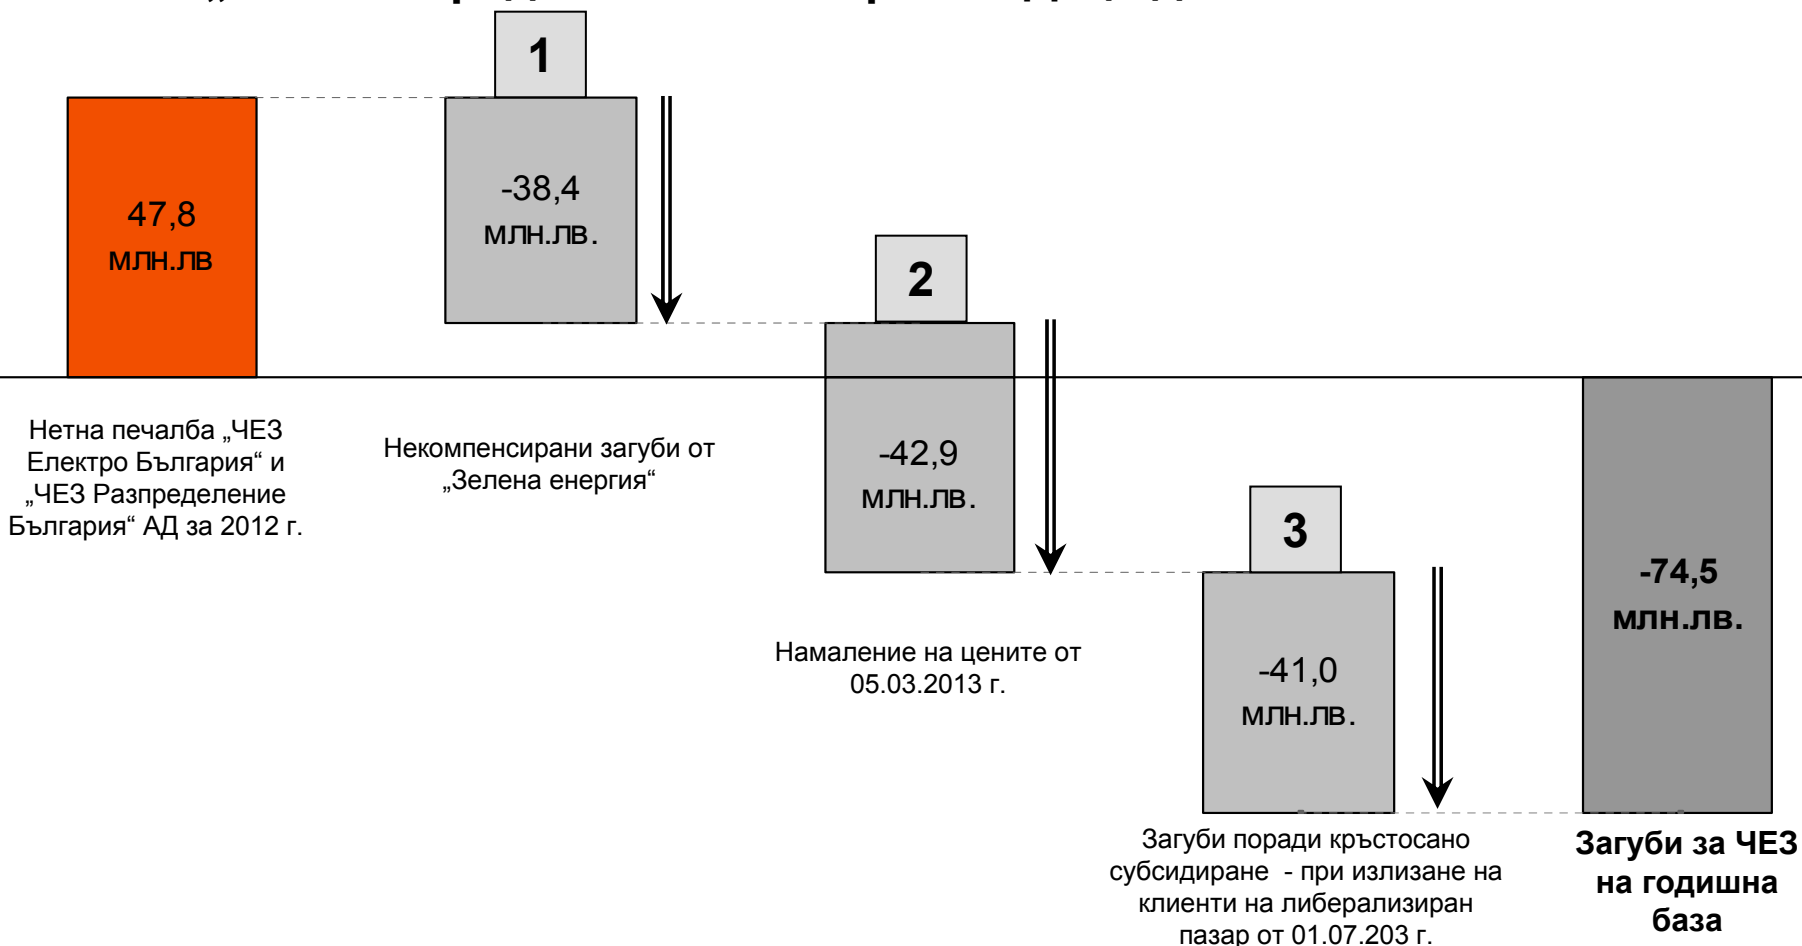 1
47,8
млн.лв
-38,4
млн.лв.
2
Нетна печалба „ЧЕЗ
Електро България“ и
„ЧЕЗ Разпределение
България“ АД за 2012 г.
Некомпенсирани загуби от
„Зелена енергия“
-42,9
млн.лв.
3
-74,5
млн.лв.
Намаление на цените от
05.03.2013 г.
-41,0
млн.лв.
Загуби поради кръстосано
субсидиране - при излизане на
клиенти на либерализиран
пазар от 01.07.203 г.
Загуби за ЧЕЗ
на годишна
база